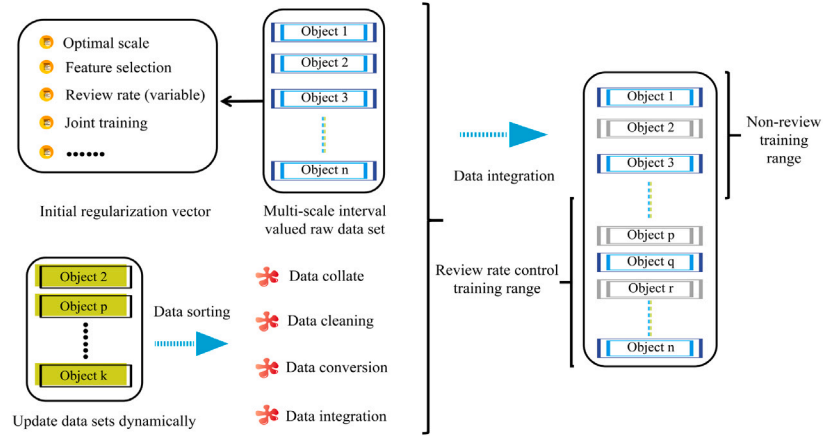 Optimal scale
Feature selection
Review rate (variable)
Joint training
••••••
Initial regularization vector
Object 1
Object 2
Object 3
Object n
Multi-scale interval
valued raw data set
Object 2
Object p
Object k
Update data sets dynamically
Data sorting
Data collate
Data cleaning
Data conversion
Data integration
Data integration
Object 1
Object 2
Object 3
Object p
Object q
Object r
Object n
Non-review
training
range
Review rate control
training range